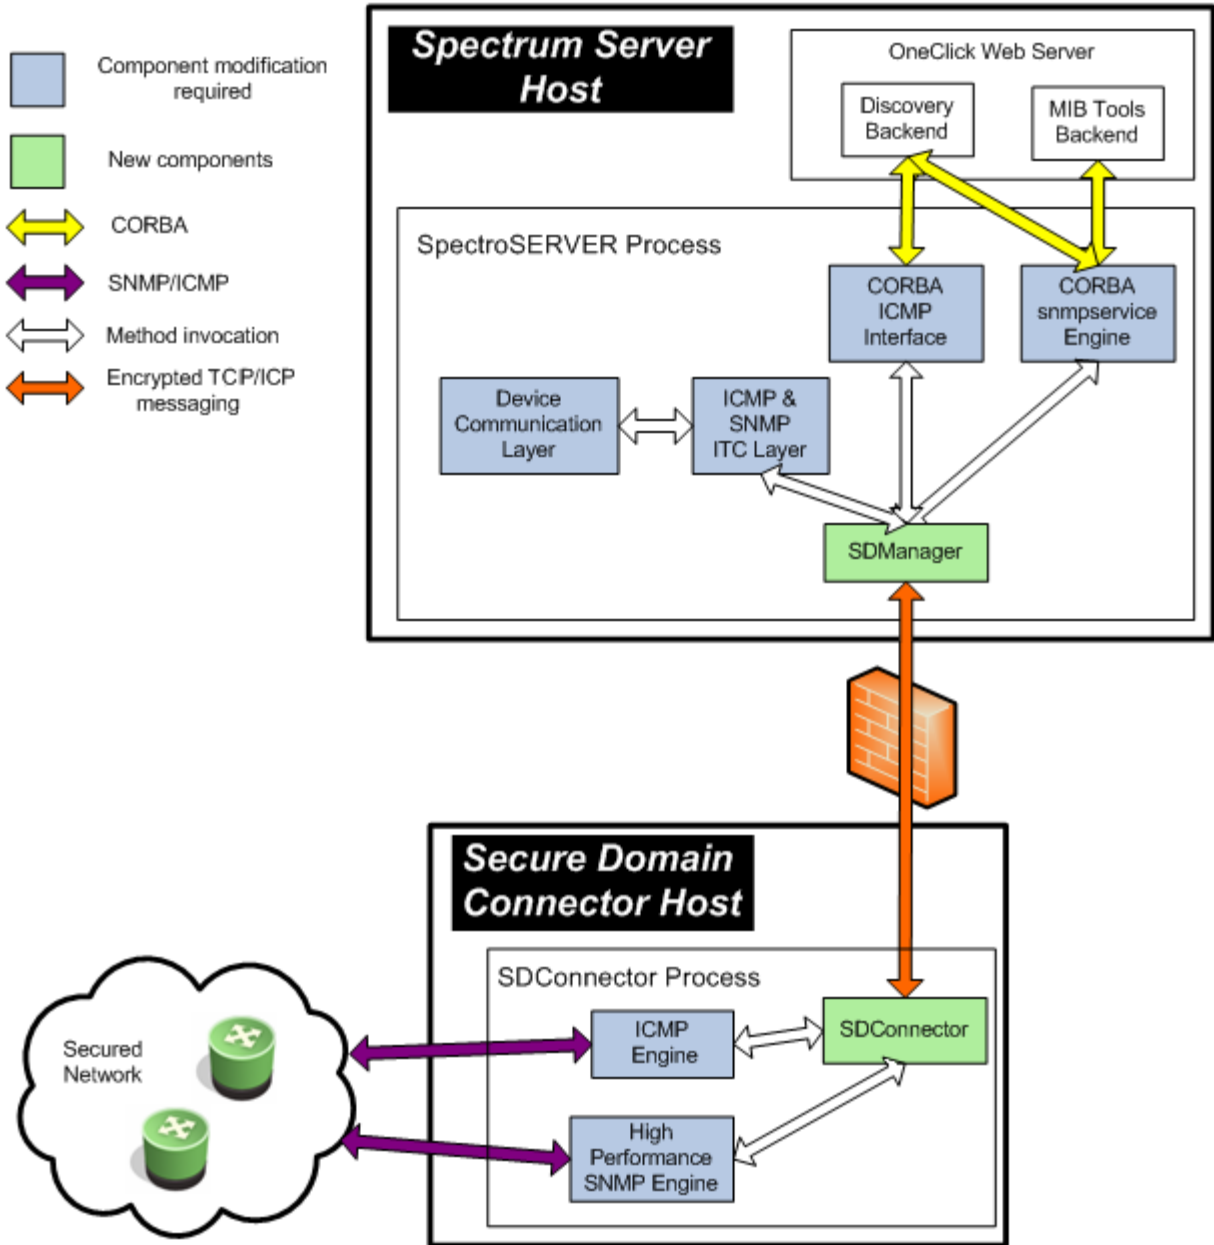 Spectrum Server
Host
OneClick Web Server
Component modification
required
Discovery
Backend
MIB Tools
Backend
New components
CORBA
SpectroSERVER Process
SNMP/ICMP
CORBA
ICMP
Interface
CORBA
snmpservice
Engine
Method invocation
Encrypted TCIP/ICP
messaging
Device
Communication
Layer
ICMP &
SNMP
ITC Layer
SDManager
Secure Domain
Connector Host
SDConnector Process
Secured
Network
ICMP
Engine
SDConnector
High
Performance
SNMP Engine